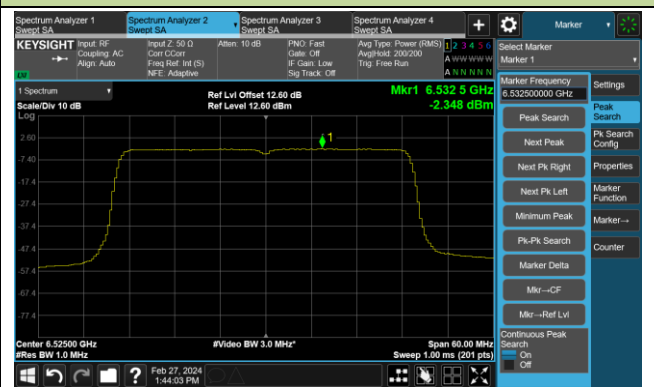 Spectrum Analyzer 1
Swept SA
Spectrum Analyzer 2
Swept SA
Spectrum Analyzer 3
Swept SA
Spectrum Analyzer 4
Swept SA
+
Marker
KEYSIGHT
Input: RF
Coupling: AC
Align: Auto
Input Z: 50 Ω
Corr CCorr
Freq Ref: Int (S)
NFE: Adaptive
Atten: 10 dB
PNO: Fast
Gate: Off
IF Gain: Low
Sig Track: Off
Avg Type: Power (RMS)
Avg|Hold: 200/200
Trig: Free Run
1 2 3 4 5 6
A W W W W W
A N N N N N
LXI
Select Marker
Marker 1
1 Spectrum
Scale/Div 10 dB
Log
Ref Lvl Offset 12.60 dB
Ref Level 12.60 dBm
Mkr1 6.532 5 GHz
-2.348 dBm
1
2.60
-7.40
-17.4
-27.4
-37.4
-47.4
-57.4
-67.4
-77.4
Center 6.52500 GHz
#Res BW 1.0 MHz
#Video BW 3.0 MHz*
Span 60.00 MHz
Sweep 1.00 ms (201 pts)
Marker Frequency
6.532500000 GHz
Peak Search
Next Peak
Next Pk Right
Next Pk Left
Minimum Peak
Pk-Pk Search
Marker Delta
Mkr→CF
Mkr→Ref Lvl
Continuous Peak
Search
On
Off
Settings
Peak
Search
Pk Search
Config
Properties
Marker
Function
Marker→
Counter
?
Feb 27, 2024
1:44:03 PM